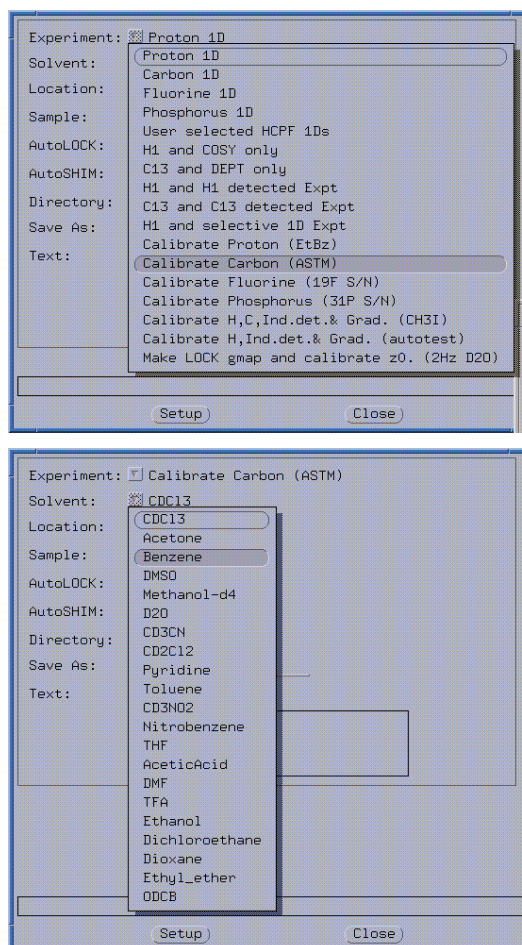 Experiment: Proton 1D
Solvent:
Location:
Sample:
AutoLOCK:
AutoSHIM:
Directory:
Save As:
Text:
Proton 1D
Carbon 1D
Fluorine 1D
Phosphorus 1D
User selected HCPF 1Ds
H1 and COSY only
C13 and DEPT only
H1 and H1 detected Expt
C13 and C13 detected Expt
H1 and selective 1D Expt
Calibrate Proton (EtBz)
Calibrate Carbon (ASTM)
Calibrate Fluorine (19F S/N)
Calibrate Phosphorus (31P S/N)
Calibrate H,C,Ind.det.& Grad. (CH3I)
Calibrate H,Ind.det.& Grad. (autotest)
Make LOCK gmap and calibrate z0. (2Hz D2O)
Setup Close
Experiment: Calibrate Carbon (ASTM)
Solvent: CDCl3
Location:
Sample:
AutoLOCK:
AutoSHIM:
Directory:
Save As:
Text:
CDCl3
Acetone
Benzene
DMSO
Methanol-d4
D2O
CD3CN
CD2Cl2
Pyridine
Toluene
CD3NO2
Nitrobenzene
THF
AceticAcid
DMF
TFA
Ethanol
Dichloroethane
Dioxane
Ethyl_ether
ODCB
Setup Close